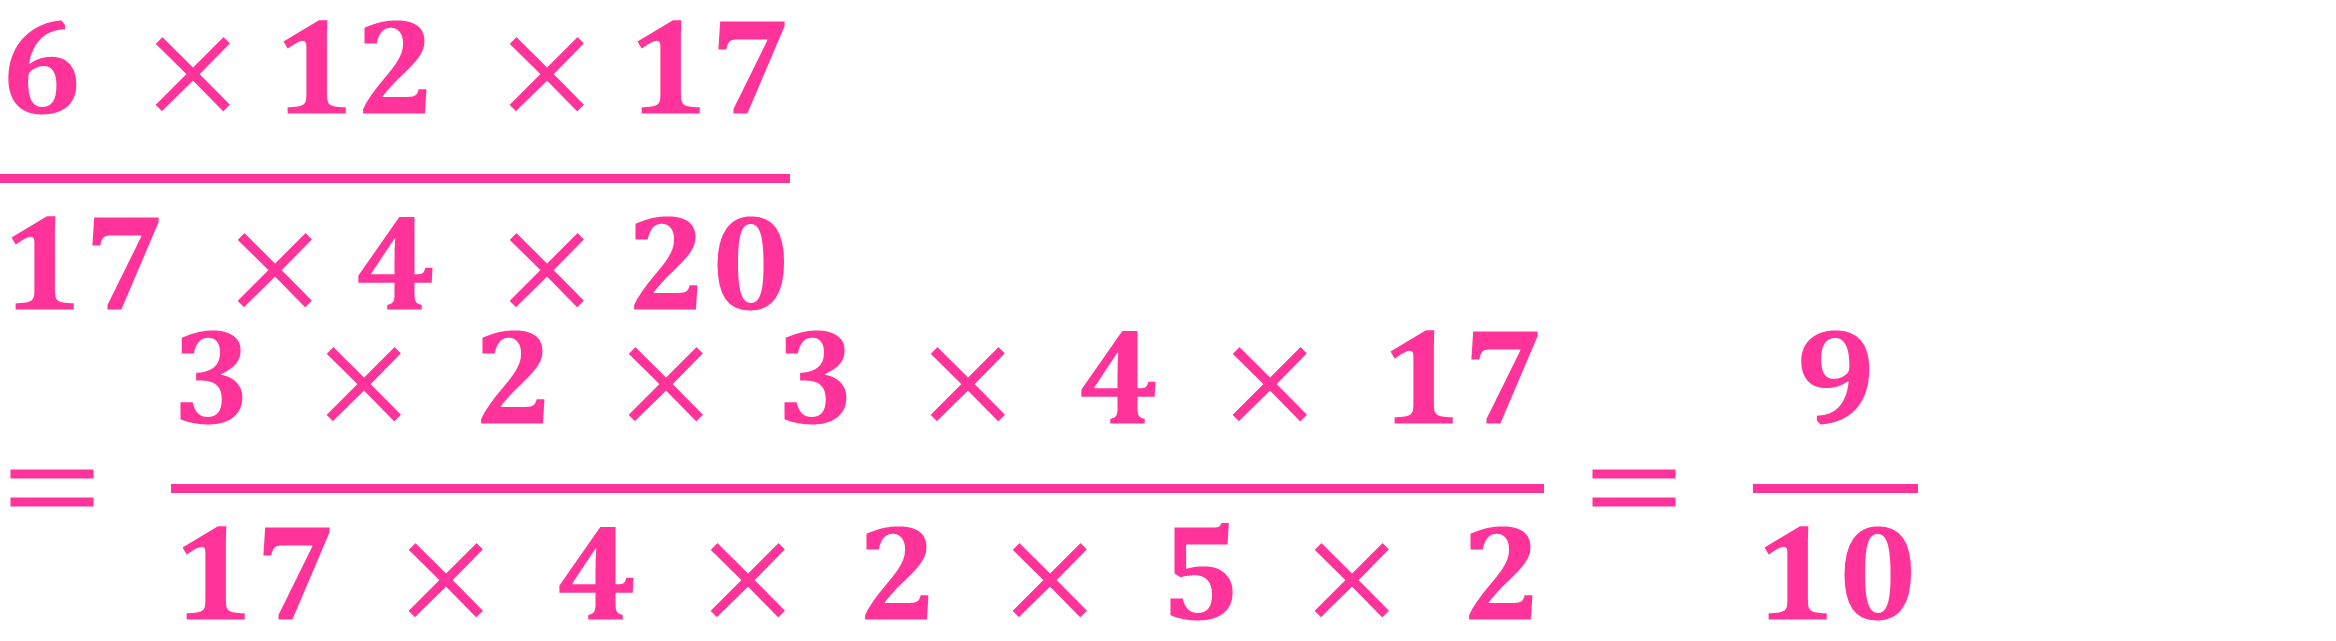 6 × 12 × 17
17 × 4 × 20
= 3 × 2 × 3 × 4 × 17 / 17 × 4 × 2 × 5 × 2 = 9 / 10